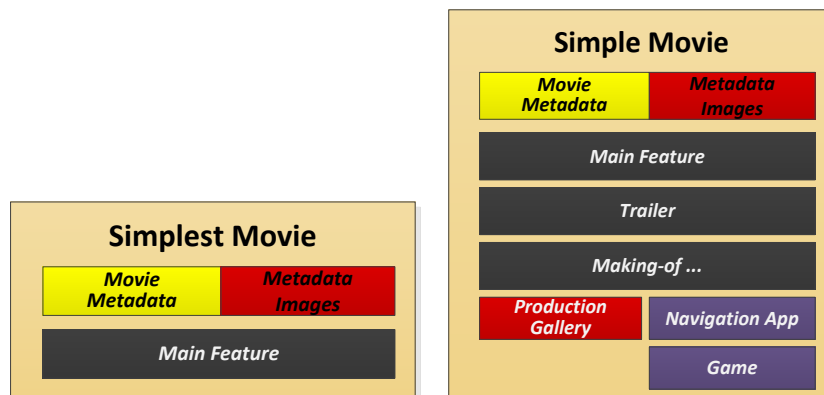 Simplest Movie
Movie
Metadata
Metadata
Images
Main Feature
Simple Movie
Movie
Metadata
Metadata
Images
Main Feature
Trailer
Making-of ...
Production
Gallery
Navigation App
Game